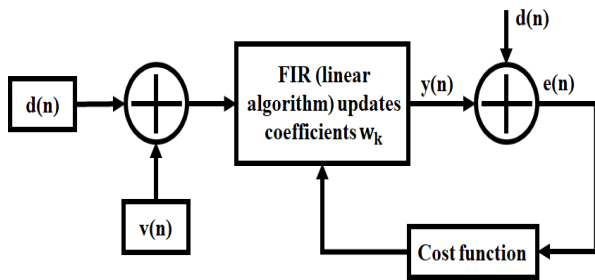 d(n)
v(n)
FIR (linear
algorithm) updates
coefficients wₖ
y(n)
d(n)
e(n)
Cost function